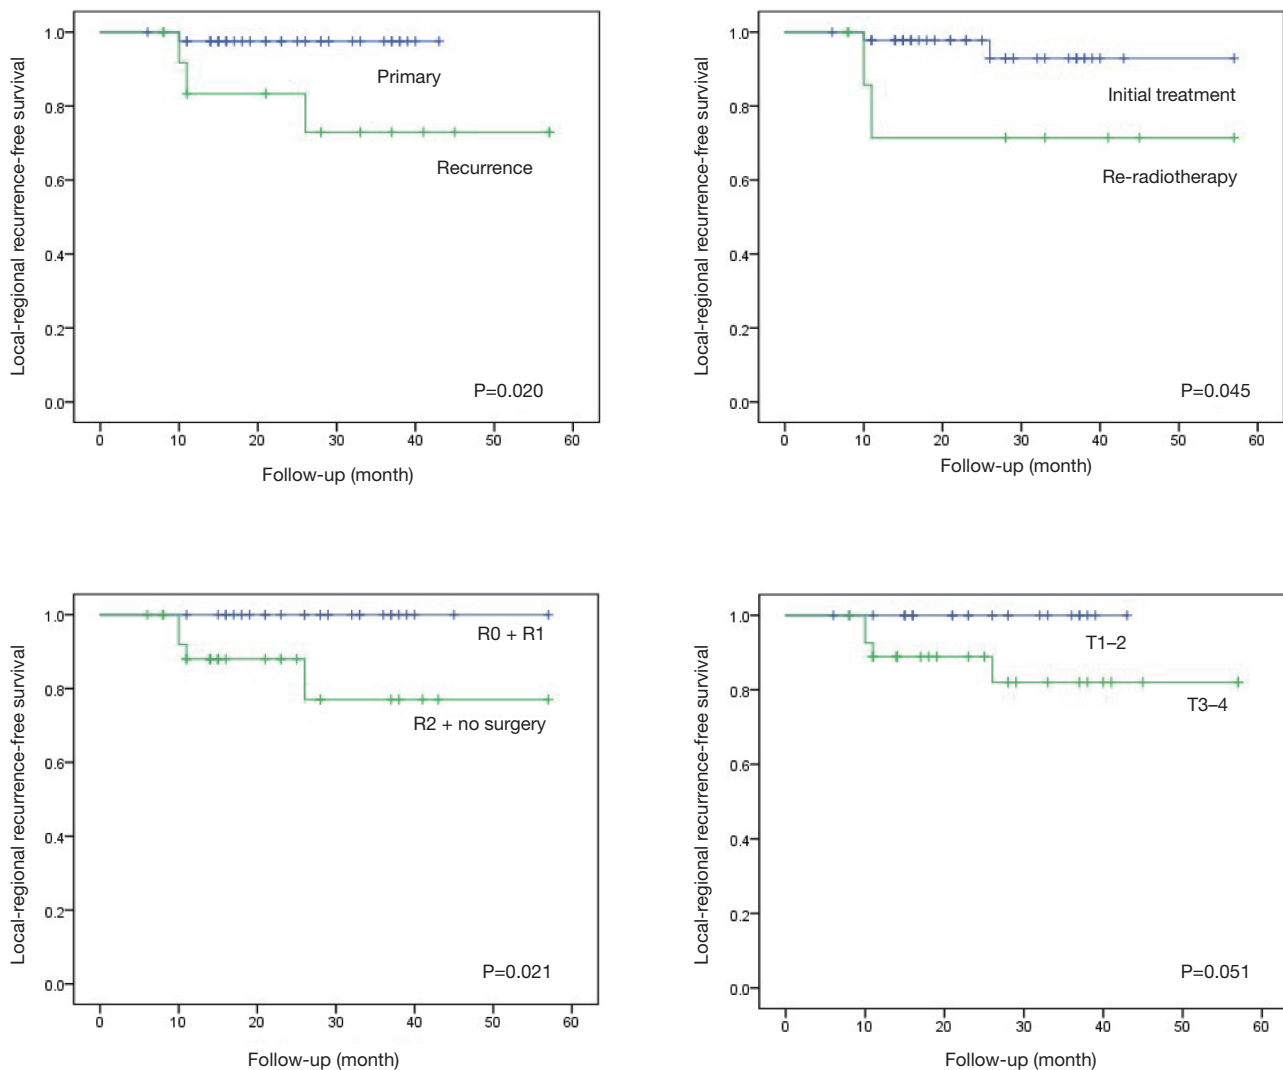 Local-regional recurrence-free survival
1.0
0.8
0.6
0.4
0.2
0.0
Primary
Recurrence
P=0.020
0 10 20 30 40 50 60
Follow-up (month)
Local-regional recurrence-free survival
1.0
0.8
0.6
0.4
0.2
0.0
Initial treatment
Re-radiotherapy
P=0.045
0 10 20 30 40 50 60
Follow-up (month)
Local-regional recurrence-free survival
1.0
0.8
0.6
0.4
0.2
0.0
R0 + R1
R2 + no surgery
P=0.021
0 10 20 30 40 50 60
Follow-up (month)
Local-regional recurrence-free survival
1.0
0.8
0.6
0.4
0.2
0.0
T1–2
T3–4
P=0.051
0 10 20 30 40 50 60
Follow-up (month)